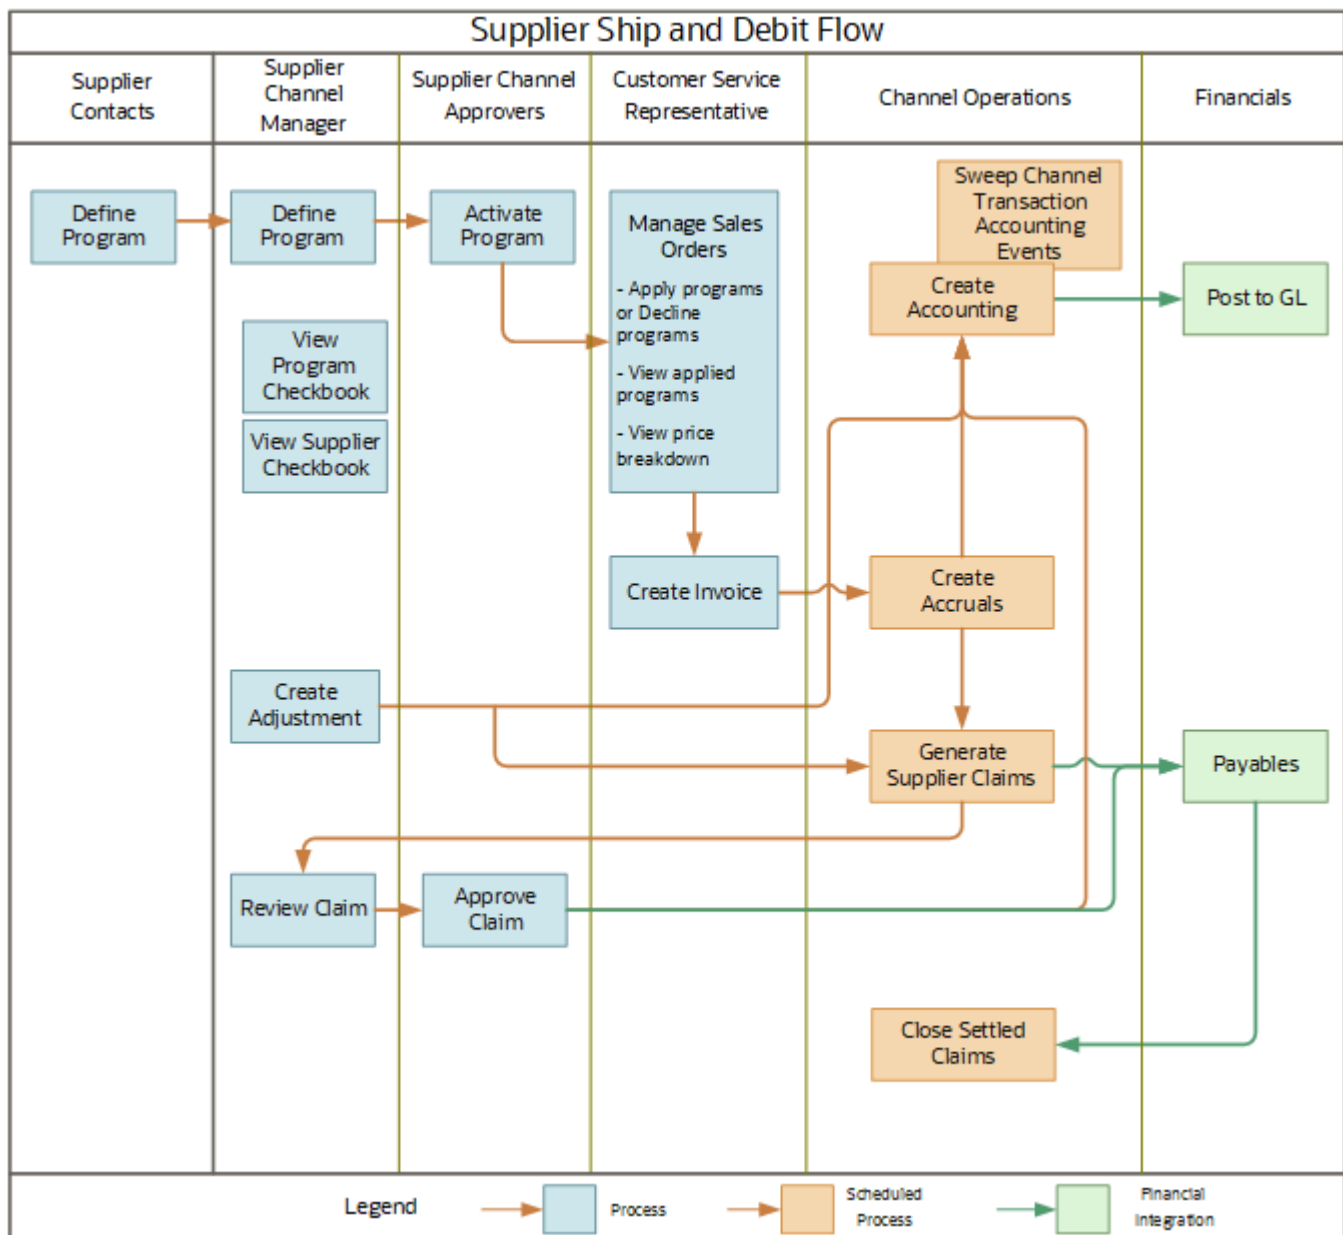 Supplier Ship and Debit Flow
Supplier
Contacts
Supplier
Channel
Manager
Supplier Channel
Approvers
Customer Service
Representative
Channel Operations
Financials
Define
Program
Define
Program
Activate
Program
Manage Sales
Orders
- Apply programs
or Decline
programs
- View applied
programs
- View price
breakdown
Sweep Channel
Transaction
Accounting
Events
Create
Accounting
Post to GL
View
Program
Checkbook
View Supplier
Checkbook
Create Invoice
Create
Accruals
Create
Adjustment
Generate
Supplier Claims
Payables
Review Claim
Approve
Claim
Close Settled
Claims
Legend
Process
Scheduled
Process
Financial
Integration